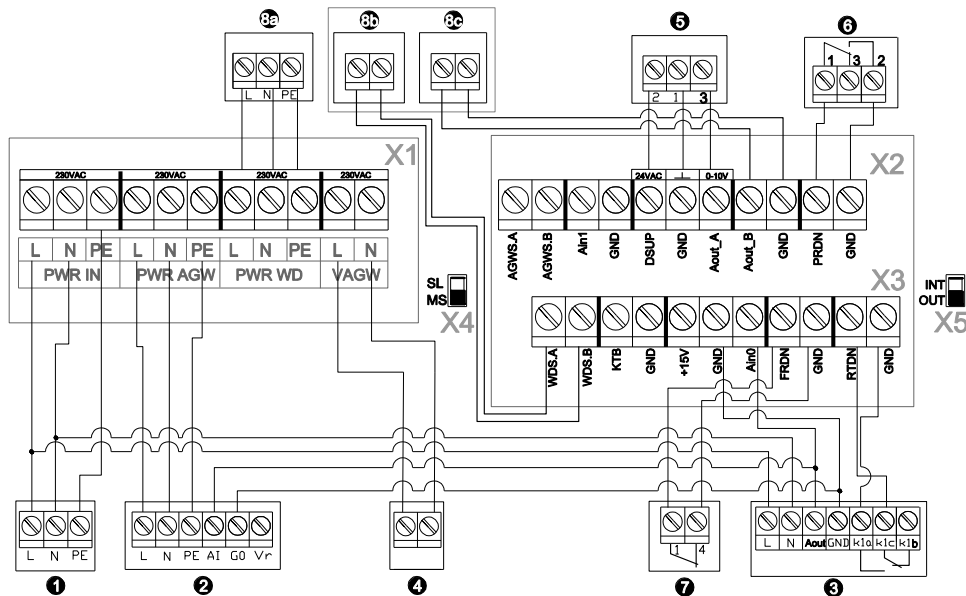 8a 8b 8c 5 6
1 3 2
L N PE
2 1 3
X1
X2
230VAC 230VAC 230VAC 230VAC
24VAC 0-10V
L N PE L N PE L N PE L N
PWR IN PWR AGW PWR WD VAGW
AGWS.A AGWS.B Ain1 GND DSUP GND Aout_A Aout_B GND PRDN GND
SL
MS
X4
X3
INT
OUT
X5
WDS.A WDS.B KTB GND +15V GND Ain0 FRDN GND RTDN GND
L N PE
L N PE AI G0 Vr
1 4
L N Aout GND k1a k1c k1b
1 2 4 7 3